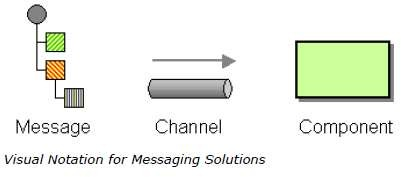 Message Channel Component
Visual Notation for Messaging Solutions